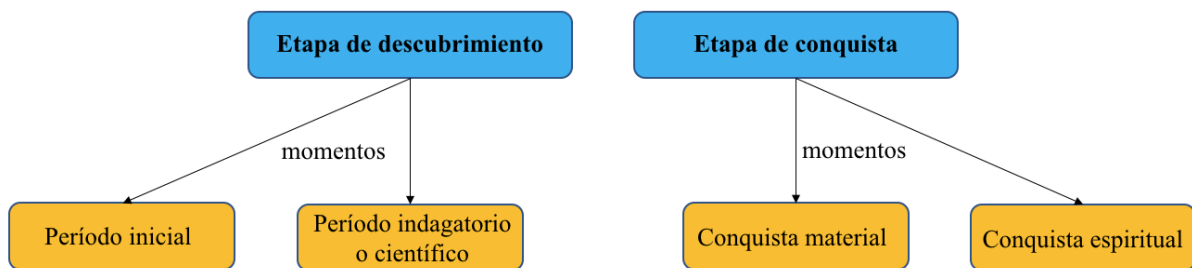 Etapa de descubrimiento
Etapa de conquista
momentos
momentos
Período inicial
Período indagatorio
o científico
Conquista material
Conquista espiritual